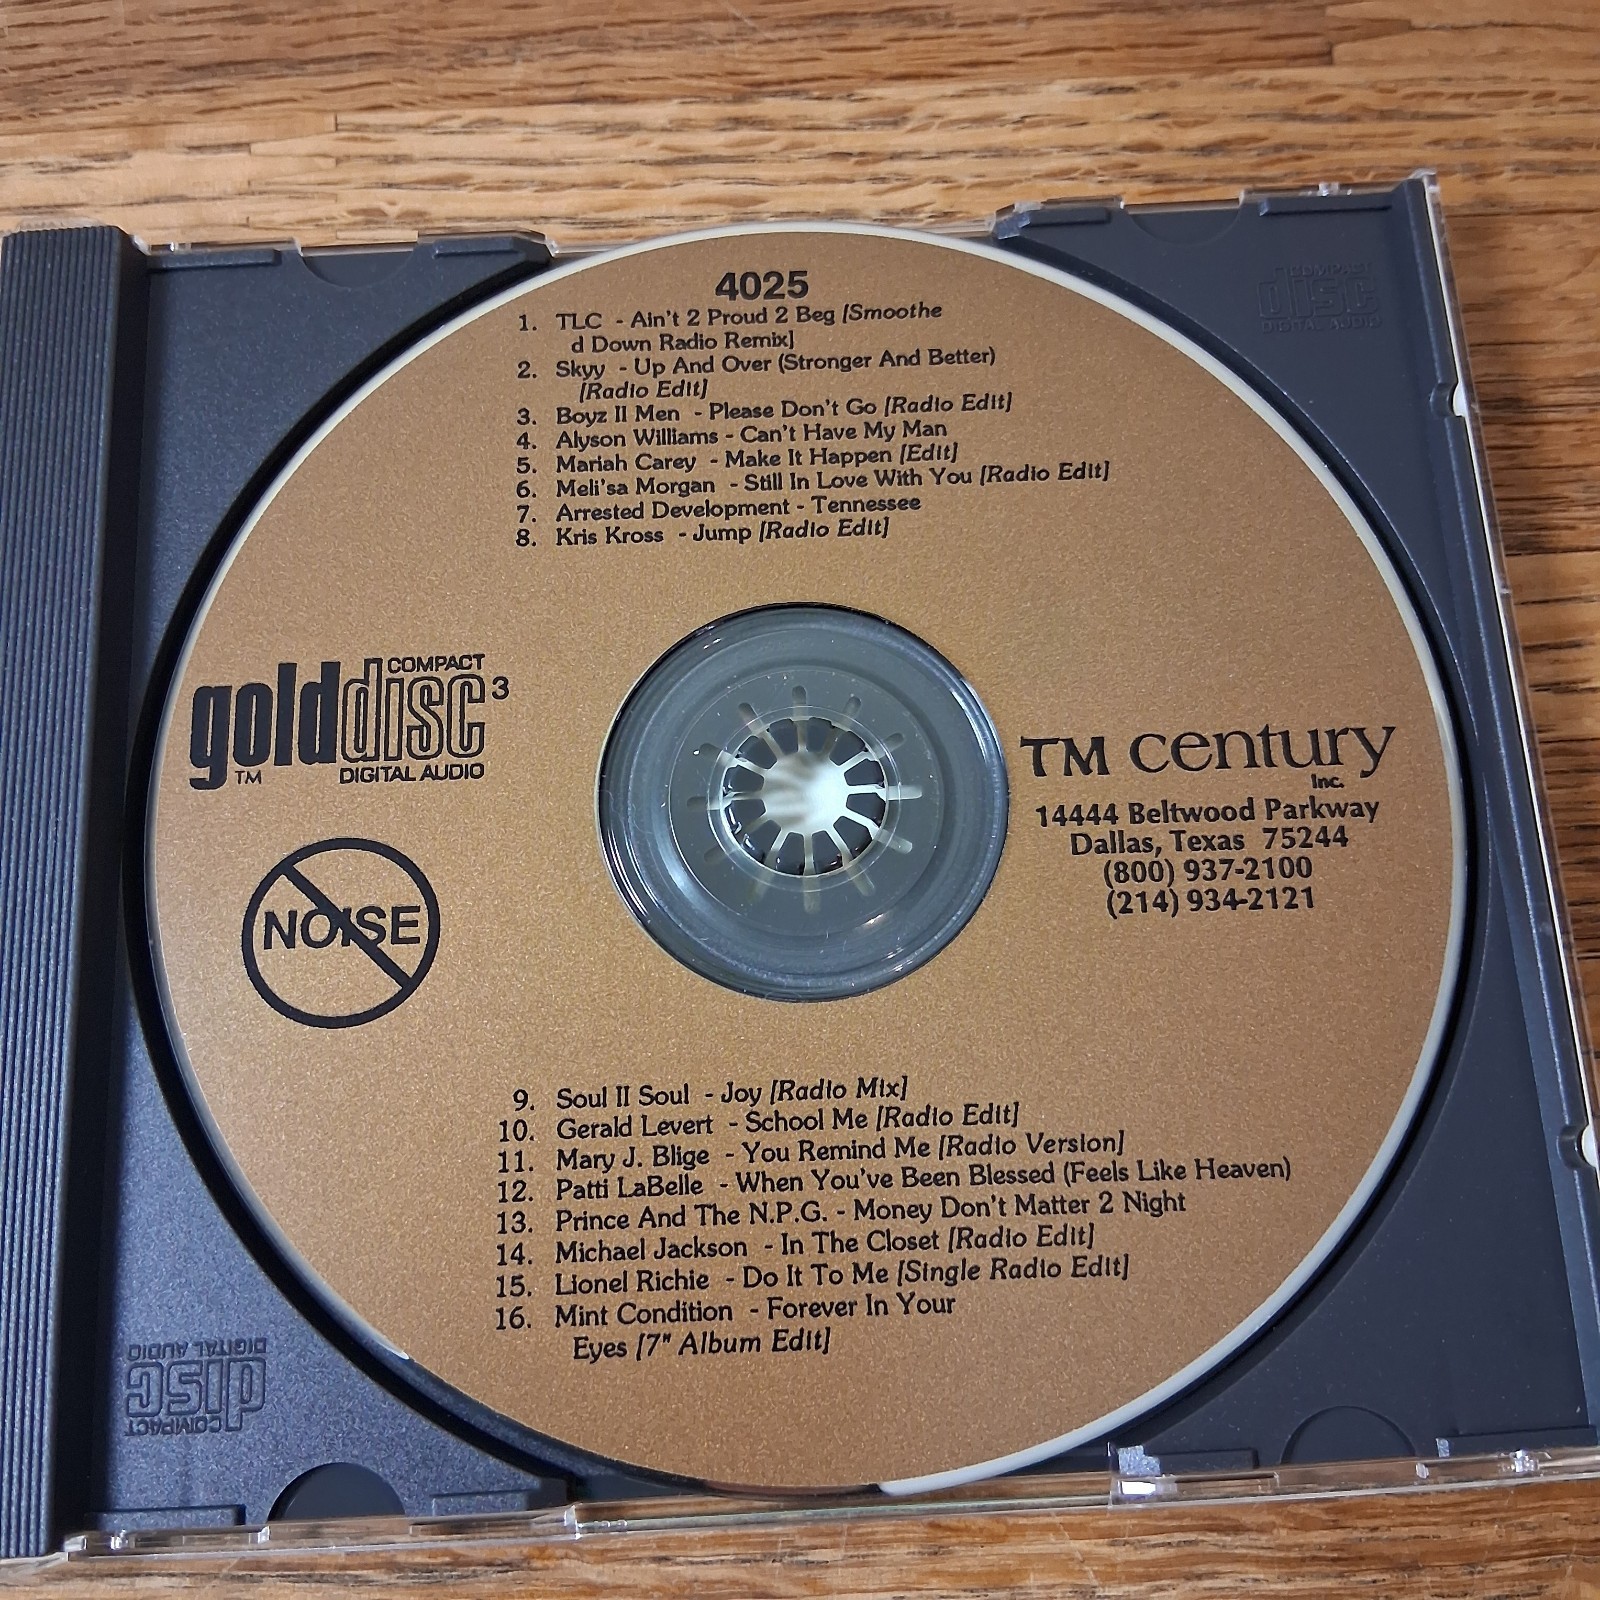 4025
1. TLC - Ain't 2 Proud 2 Beg [Smoothe
d Down Radio Remix]
2. Skyy - Up And Over (Stronger And Better)
[Radio Edit]
3. Boyz II Men - Please Don't Go [Radio Edit]
4. Alyson Williams - Can't Have My Man
5. Mariah Carey - Make It Happen [Edit]
6. Meli'sa Morgan - Still In Love With You [Radio Edit]
7. Arrested Development - Tennessee
8. Kris Kross - Jump [Radio Edit]
COMPACT
golddisc3
TM DIGITAL AUDIO
NOISE
TM century
Inc.
14444 Beltwood Parkway
Dallas, Texas 75244
(800) 937-2100
(214) 934-2121
9. Soul II Soul - Joy [Radio Mix]
10. Gerald Levert - School Me [Radio Edit]
11. Mary J. Blige - You Remind Me [Radio Version]
12. Patti LaBelle - When You've Been Blessed (Feels Like Heaven)
13. Prince And The N.P.G. - Money Don't Matter 2 Night
14. Michael Jackson - In The Closet [Radio Edit]
15. Lionel Richie - Do It To Me [Single Radio Edit]
16. Mint Condition - Forever In Your
Eyes [7" Album Edit]
COMPACT
disc
DIGITAL AUDIO
COMPACT
disc
DIGITAL AUDIO